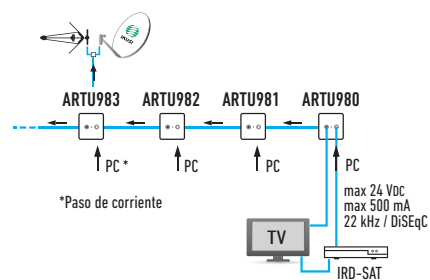 IKUSI
ARTU983 ARTU982 ARTU981 ARTU980
PC * PC PC PC
*Paso de corriente
max 24 VDC
max 500 mA
22 kHz / DiSEqC
TV
IRD-SAT